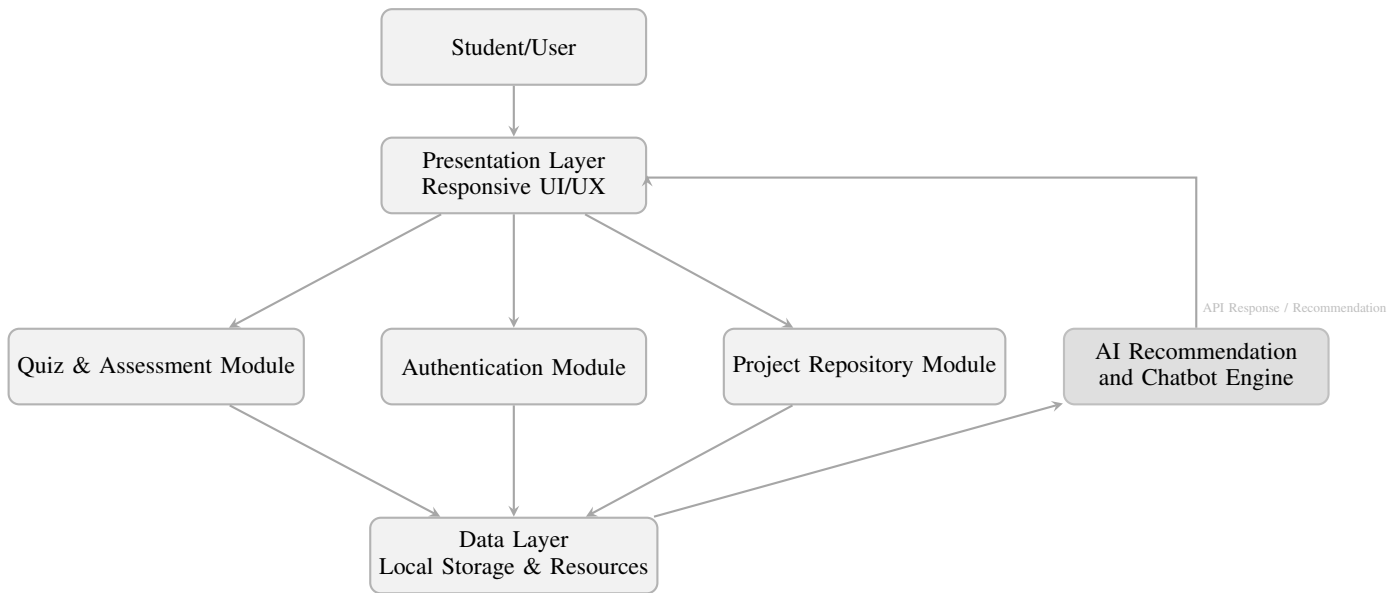 Student/User
Presentation Layer
Responsive UI/UX
API Response / Recommendation
Quiz & Assessment Module
Authentication Module
Project Repository Module
AI Recommendation
and Chatbot Engine
Data Layer
Local Storage & Resources